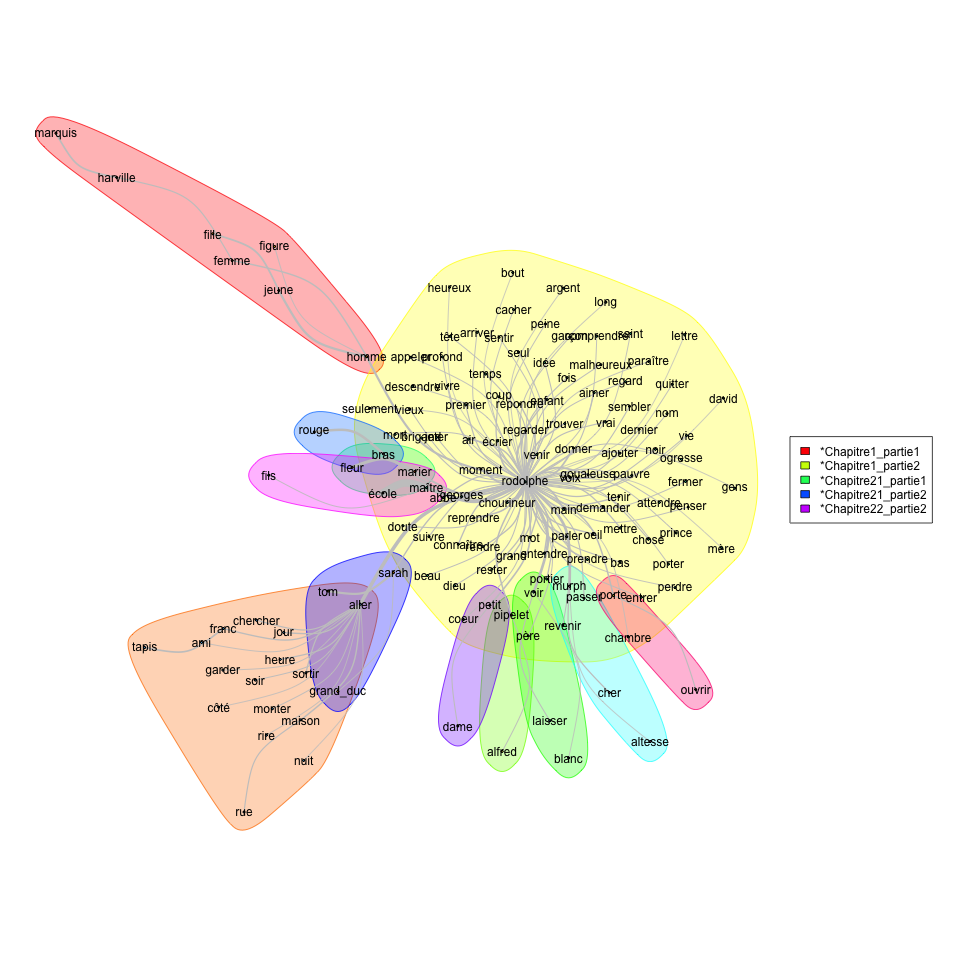 marquis
harville
fille
figure
femme
jeune
bout
heureux
argent
long
cacher
peine
tête
arriver
sentir
garçon
comprendre
saint
lettre
seul
homme
appeler
profond
idée
malheureux
paraître
temps
fois
regard
quitter
descendre
vivre
coup
enfant
aimer
david
seulement
vieux
premier
répondre
sembler
nom
rouge
mort
brigand
air
écrier
regarder
trouver
vrai
dernier
vie
bras
venir
donner
ajouter
noir
ogresse
fleur
marier
moment
fils
maître
rodolphe
voix
goualeuse
pauvre
fermer
gens
école
abbé
georges
chourineur
main
tenir
demander
attendre
penser
doute
reprendre
suivre
connaître
rendre
mot
parler
oeil
mettre
chose
prince
mère
grand
entendre
prendre
bas
porter
sarah
beau
rester
dieu
portier
murph
perdre
tom
aller
coeur
petit
voir
passer
porte
entrer
franc
chercher
jour
pipelet
père
revenir
chambre
tapis
ami
heure
garder
soir
sortir
grand_duc
cher
ouvrir
côté
monter
maison
rire
dame
laisser
altesse
nuit
alfred
blanc
rue
*Chapitre1_partie1
*Chapitre1_partie2
*Chapitre21_partie1
*Chapitre21_partie2
*Chapitre22_partie2